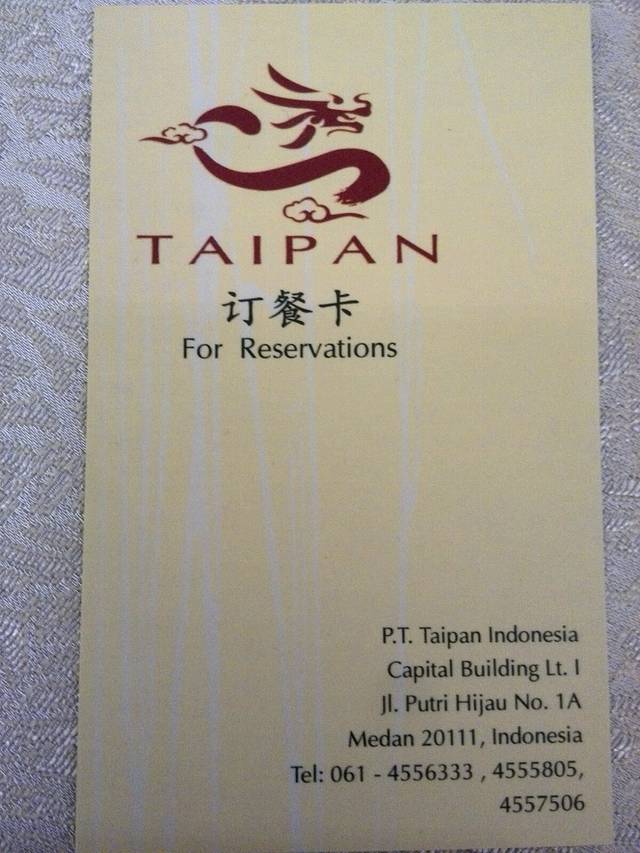 TAIPAN
订餐卡
For Reservations
P.T. Taipan Indonesia
Capital Building Lt. I
Jl. Putri Hijau No. 1A
Medan 20111, Indonesia
Tel: 061 - 4556333 , 4555805,
4557506